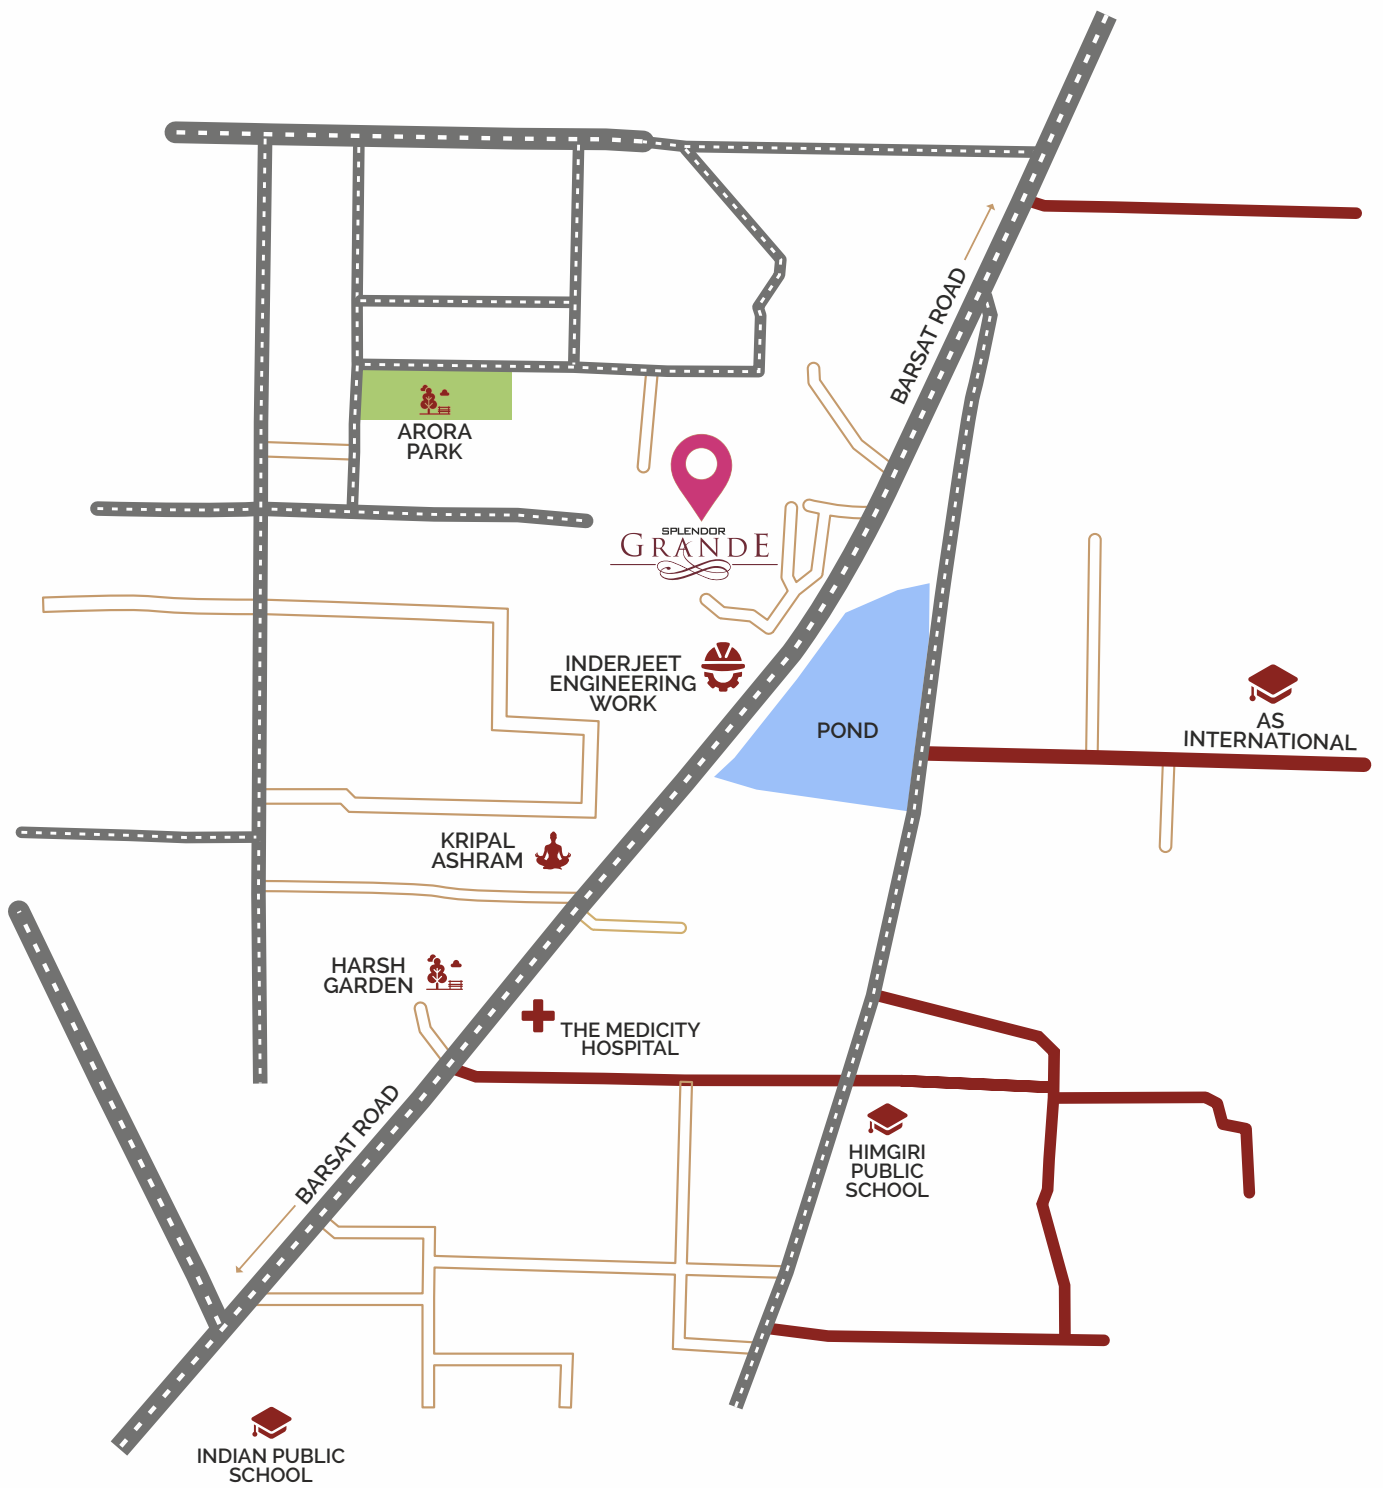 BARSAT ROAD
ARORA
PARK
SPLENDOR
GRANDE
INDERJEET
ENGINEERING
WORK
POND
AS
INTERNATIONAL
KRIPAL
ASHRAM
HARSH
GARDEN
THE MEDICITY
HOSPITAL
BARSAT ROAD
HIMGIRI
PUBLIC
SCHOOL
INDIAN PUBLIC
SCHOOL